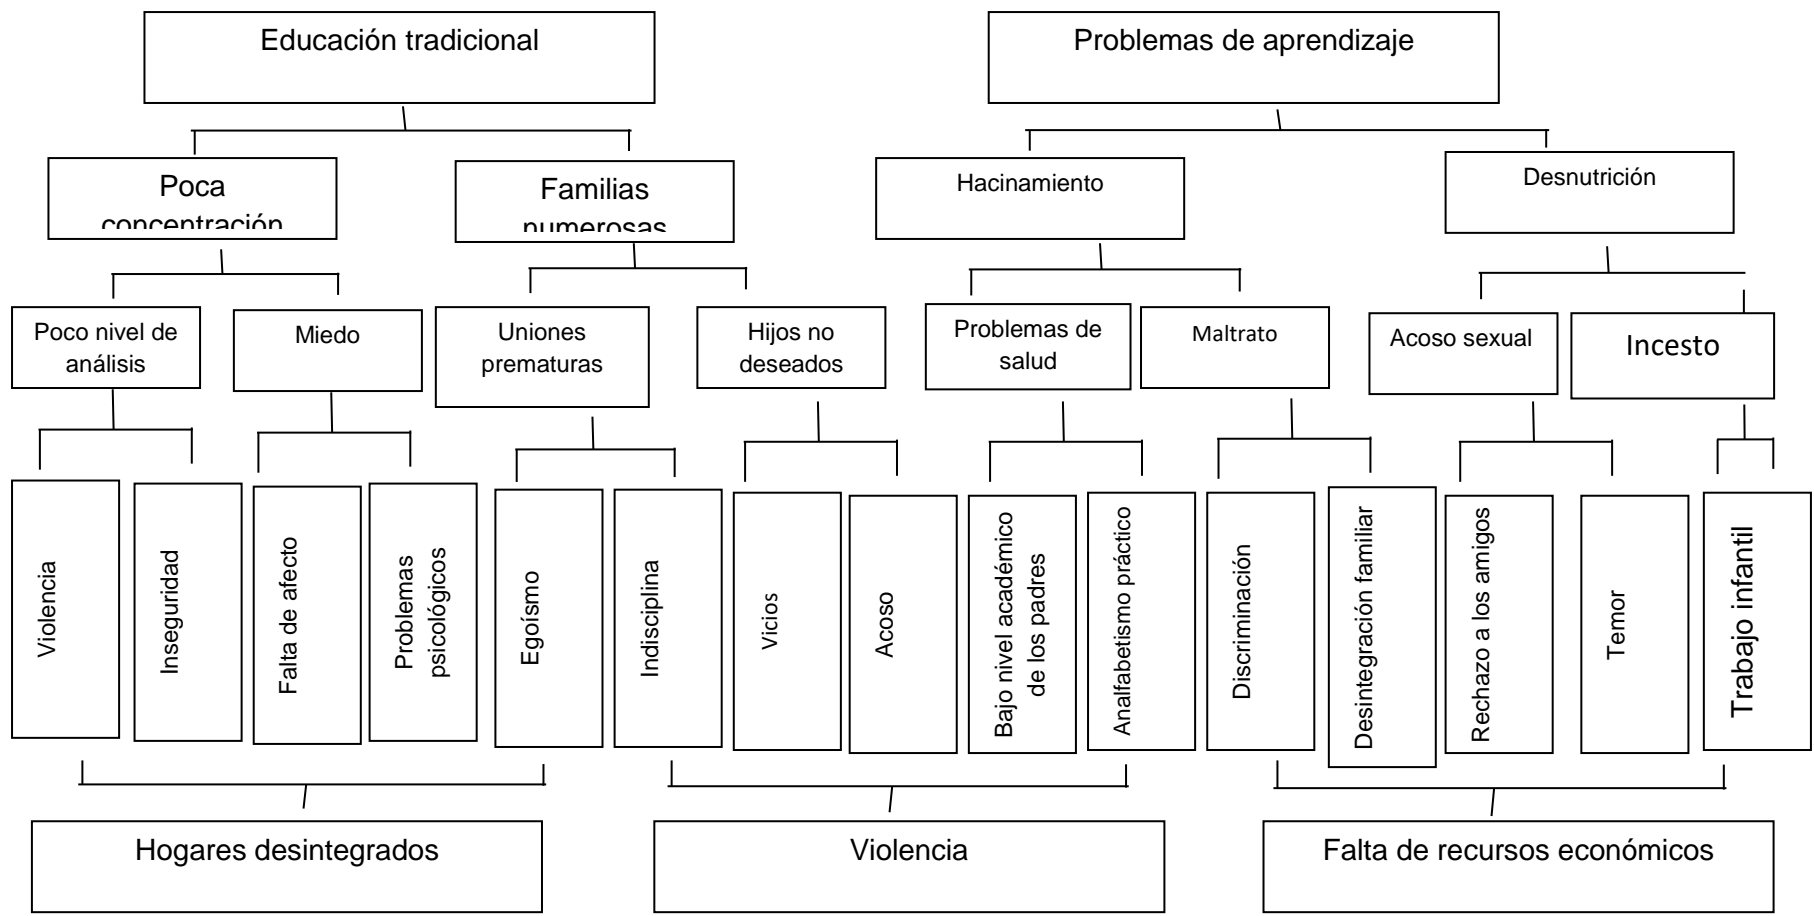 Educación tradicional
Problemas de aprendizaje
Poca
concentración
Familias
numerosas
Hacinamiento
Desnutrición
Poco nivel de
análisis
Miedo
Uniones
prematuras
Hijos no
deseados
Problemas de
salud
Maltrato
Acoso sexual
Incesto
Violencia
Inseguridad
Falta de afecto
Problemas
psicológicos
Egoísmo
Indisciplina
Vicios
Acoso
Bajo nivel académico
de los padres
Analfabetismo práctico
Discriminación
Desintegración familiar
Rechazo a los amigos
Temor
Trabajo infantil
Hogares desintegrados
Violencia
Falta de recursos económicos